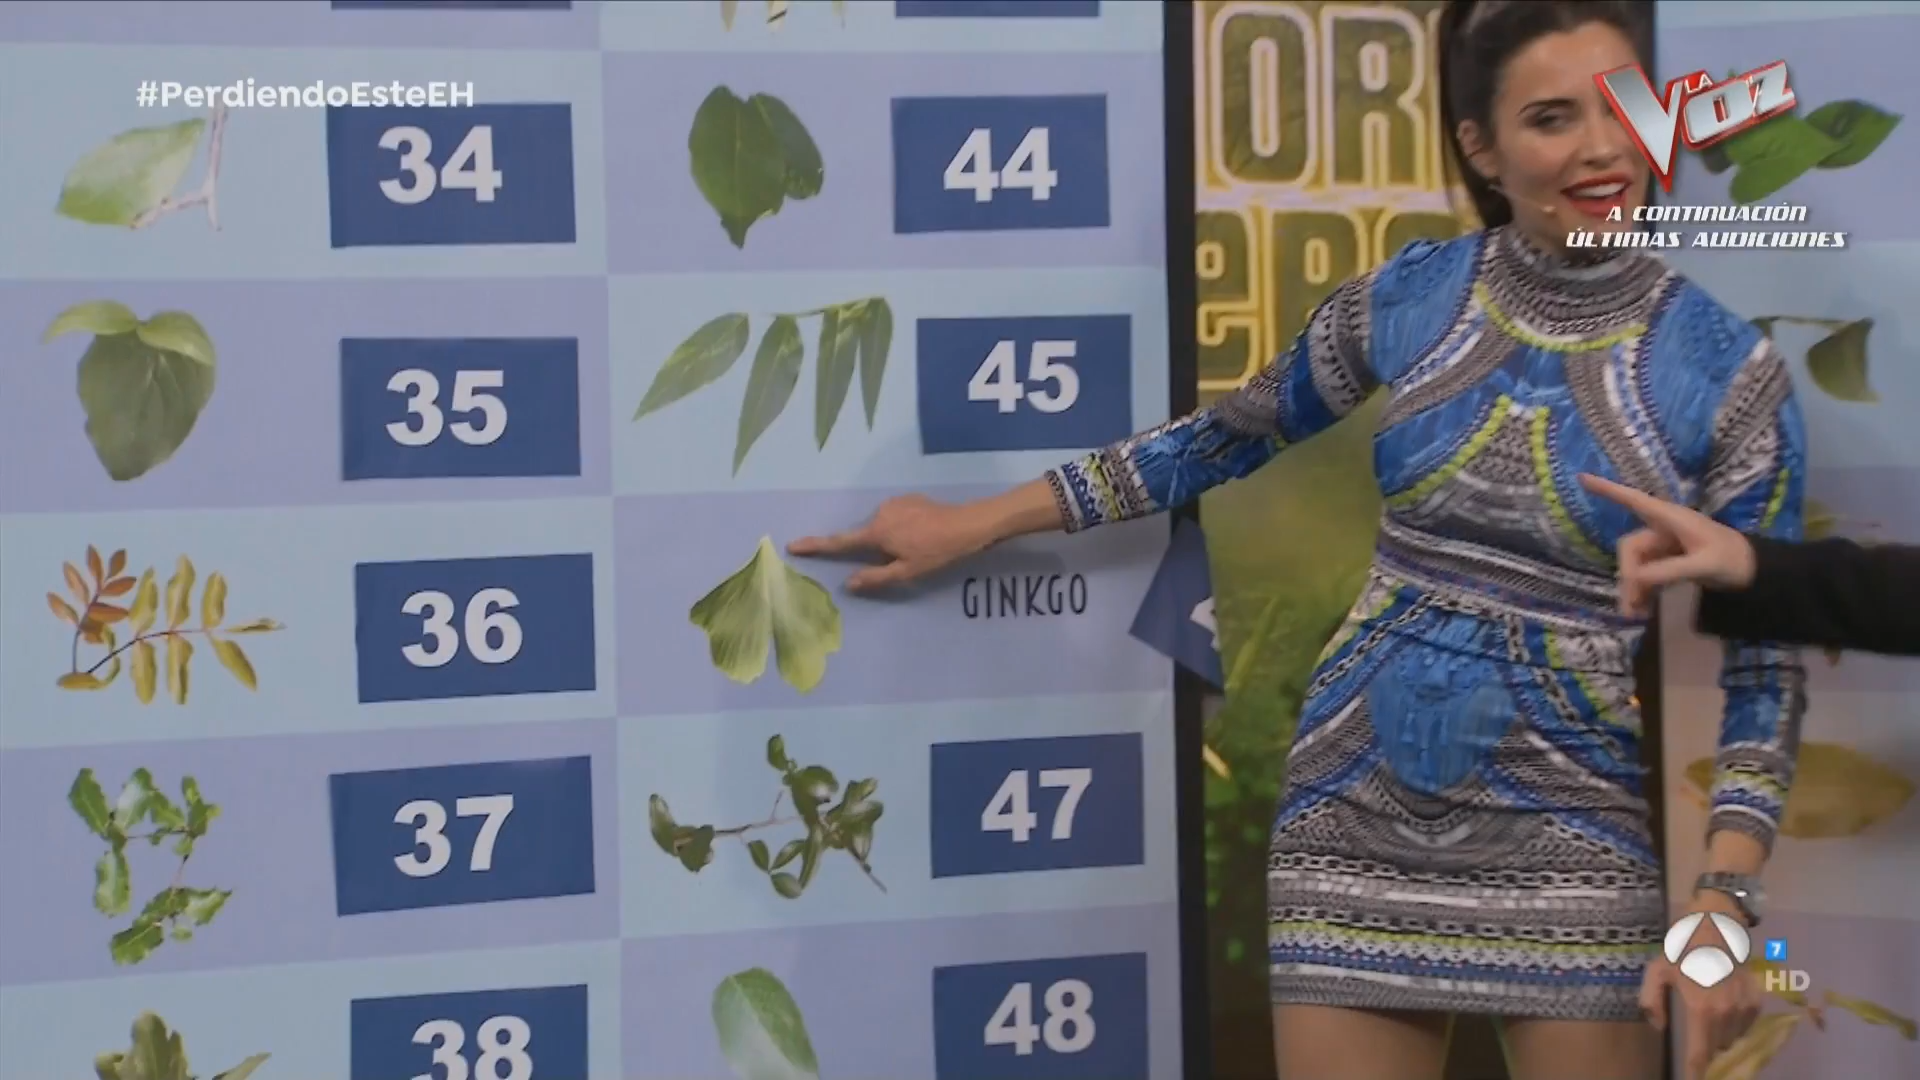 #PerdiendoEsteEH
34
44
35
45
36
GINKGO
37
47
38
48
LA
VOZ
A CONTINUACIÓN
ÚLTIMAS AUDICIONES
7
HD